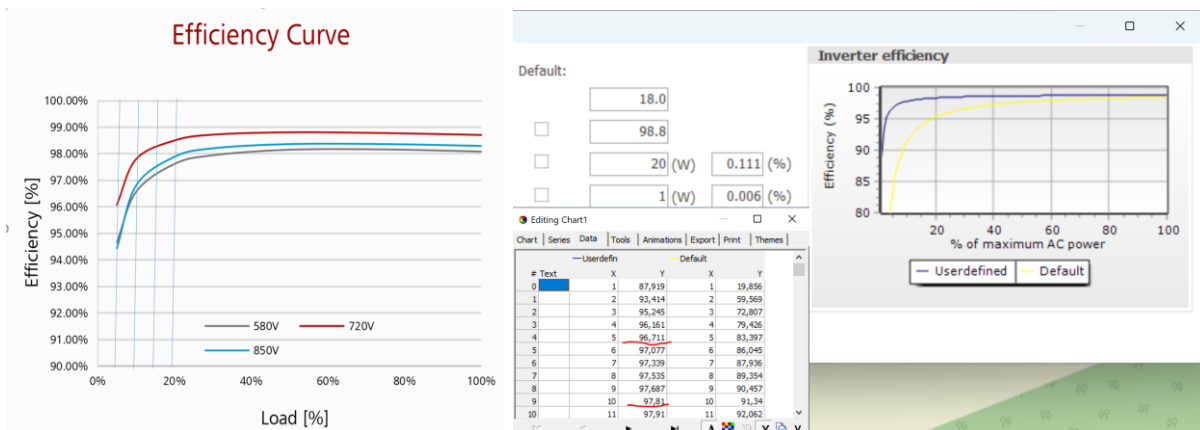 Efficiency Curve
Efficiency [%]
100.00%
99.00%
98.00%
97.00%
96.00%
95.00%
94.00%
93.00%
92.00%
91.00%
90.00%
580V 720V
850V
0% 20% 40% 60% 80% 100%
Load [%]
Default:
18.0
98.8
20 (W) 0.111 (%)
1 (W) 0.006 (%)
Editing Chart1
Chart Series Data Tools Animations Export Print Themes
Userdefin Default
# Text X Y X Y
0 1 87,919 1 19,856
1 2 93,414 2 59,569
2 3 95,245 3 72,807
3 4 96,161 4 79,426
4 5 96,711 5 83,397
5 6 97,077 6 86,045
6 7 97,339 7 87,936
7 8 97,535 8 89,354
8 9 97,687 9 90,457
9 10 97,81 10 91,34
10 11 97,91 11 92,062
Inverter efficiency
Efficiency (%)
100
95
90
85
80
20 40 60 80 100
% of maximum AC power
Userdefined Default